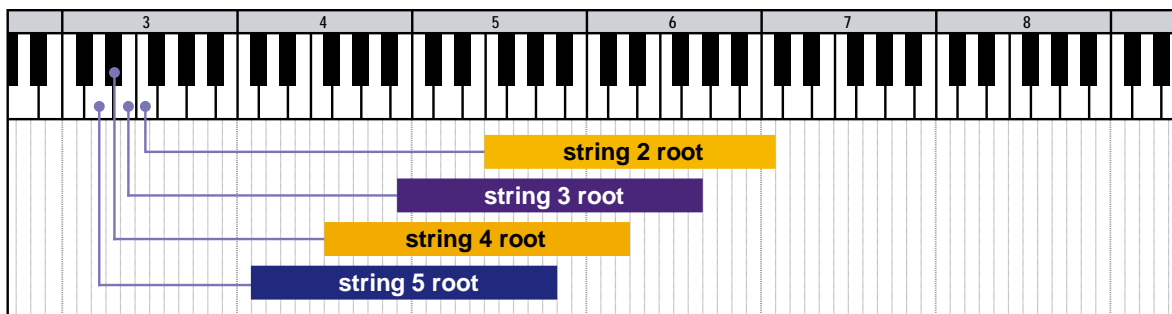 3 4 5 6 7 8
string 2 root
string 3 root
string 4 root
string 5 root